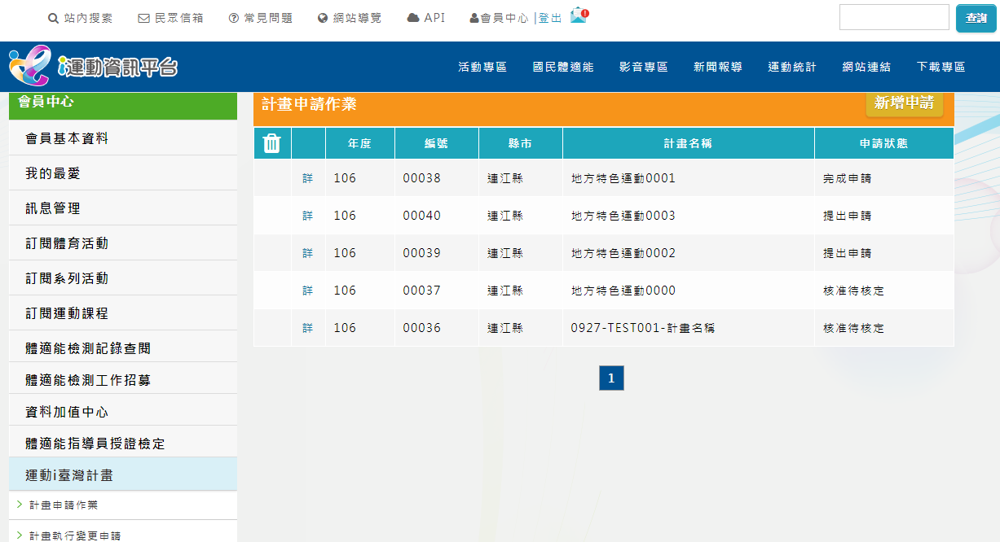 站內搜索 民眾信箱 常見問題 網站導覽 API 會員中心 |登出 查詢
i運動資訊平台
活動專區 國民體適能 影音專區 新聞報導 運動統計 網站連結 下載專區
會員中心
會員基本資料
我的最愛
訊息管理
訂閱體育活動
訂閱系列活動
訂閱運動課程
體適能檢測記錄查閱
體適能檢測工作招募
資料加值中心
體適能指導員授證檢定
運動i臺灣計畫
計畫申請作業
計畫執行變更申請
計畫申請作業 新增申請
年度 編號 縣市 計畫名稱 申請狀態
詳 106 00038 連江縣 地方特色運動0001 完成申請
詳 106 00040 連江縣 地方特色運動0003 提出申請
詳 106 00039 連江縣 地方特色運動0002 提出申請
詳 106 00037 連江縣 地方特色運動0000 核准待核定
詳 106 00036 連江縣 0927-TEST001-計畫名稱 核准待核定
1